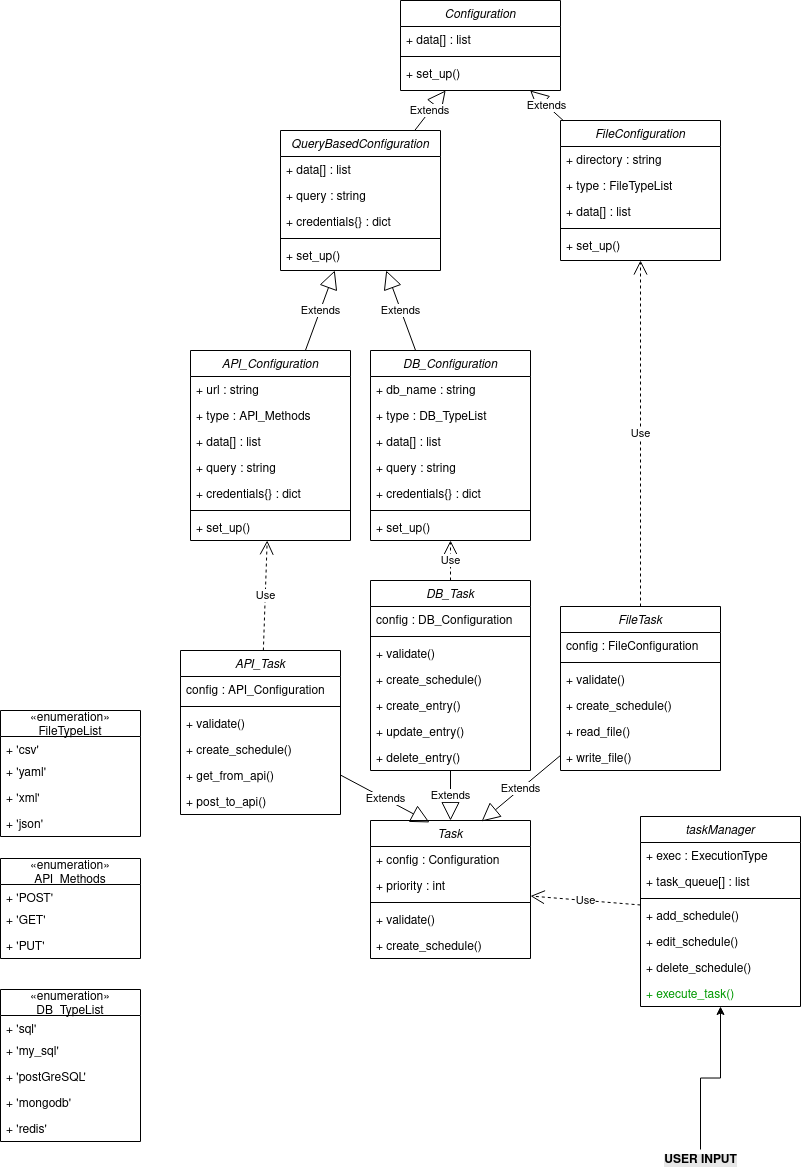 Configuration
+ data[] : list
+ set_up()
Extends
Extends
QueryBasedConfiguration
+ data[] : list
+ query : string
+ credentials{} : dict
+ set_up()
FileConfiguration
+ directory : string
+ type : FileTypeList
+ data[] : list
+ set_up()
Extends
Extends
API_Configuration
+ url : string
+ type : API_Methods
+ data[] : list
+ query : string
+ credentials{} : dict
+ set_up()
DB_Configuration
+ db_name : string
+ type : DB_TypeList
+ data[] : list
+ query : string
+ credentials{} : dict
+ set_up()
Use
Use
Use
API_Task
config : API_Configuration
+ validate()
+ create_schedule()
+ get_from_api()
+ post_to_api()
DB_Task
config : DB_Configuration
+ validate()
+ create_schedule()
+ create_entry()
+ update_entry()
+ delete_entry()
FileTask
config : FileConfiguration
+ validate()
+ create_schedule()
+ read_file()
+ write_file()
Extends
Extends
Extends
«enumeration»
FileTypeList
+ 'csv'
+ 'yaml'
+ 'xml'
+ 'json'
«enumeration»
API_Methods
+ 'POST'
+ 'GET'
+ 'PUT'
«enumeration»
DB_TypeList
+ 'sql'
+ 'my_sql'
+ 'postGreSQL'
+ 'mongodb'
+ 'redis'
Task
+ config : Configuration
+ priority : int
+ validate()
+ create_schedule()
Use
taskManager
+ exec : ExecutionType
+ task_queue[] : list
+ add_schedule()
+ edit_schedule()
+ delete_schedule()
+ execute_task()
USER INPUT